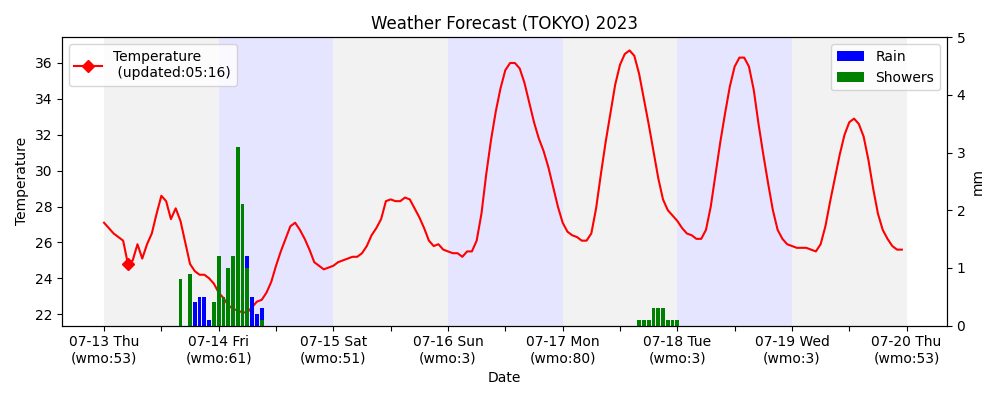 Weather Forecast (TOKYO) 2023
Temperature
(updated:05:16)
Rain
Showers
Temperature
36
34
32
30
28
26
24
22
5
4
3
2
1
0
mm
07-13 Thu
(wmo:53)
07-14 Fri
(wmo:61)
07-15 Sat
(wmo:51)
07-16 Sun
(wmo:3)
07-17 Mon
(wmo:80)
07-18 Tue
(wmo:3)
07-19 Wed
(wmo:3)
07-20 Thu
(wmo:53)
Date